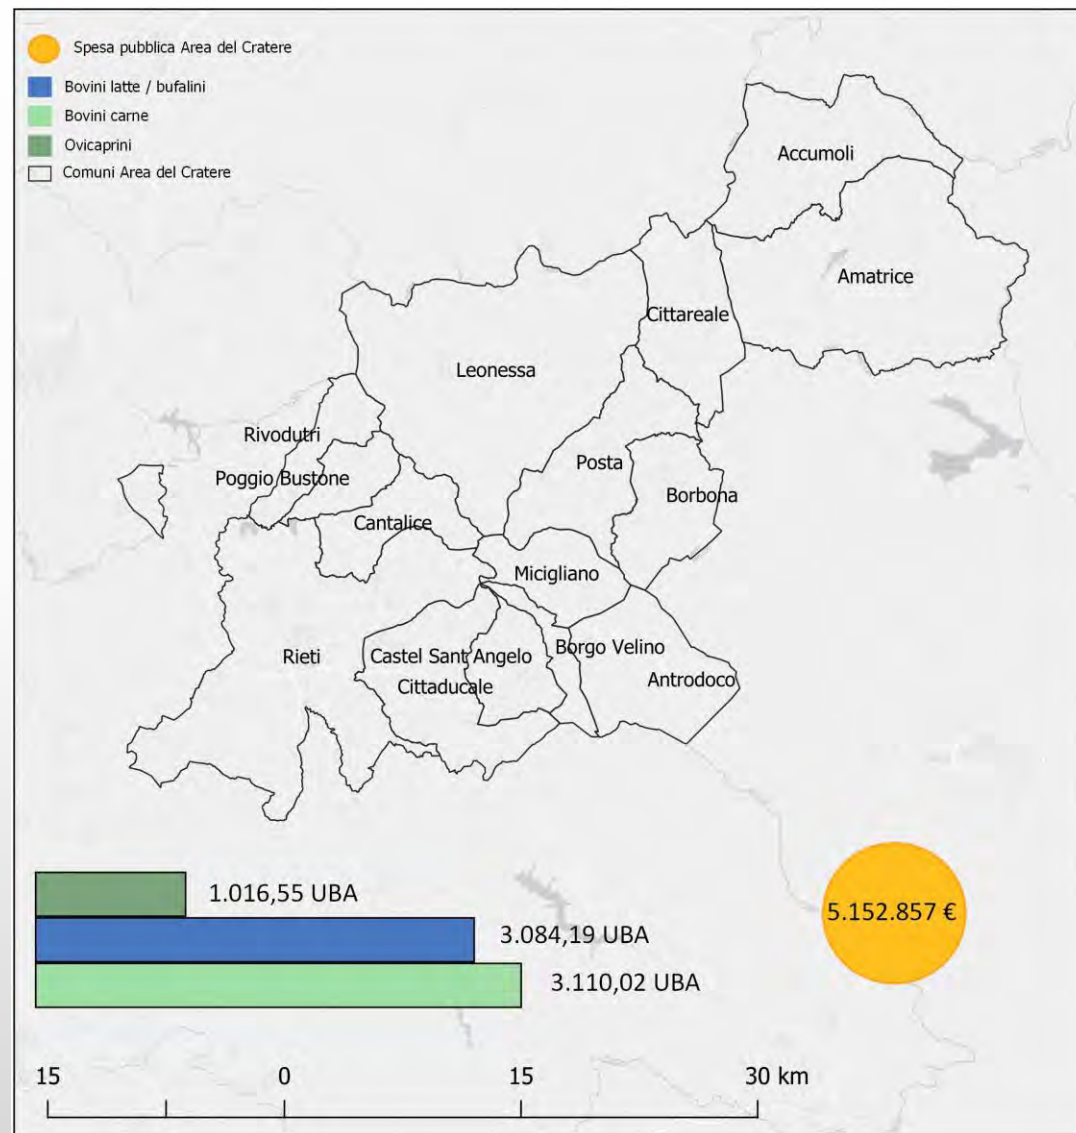 Spesa pubblica Area del Cratere
Bovini latte / bufalini
Bovini carne
Ovicaprini
Comuni Area del Cratere
Accumoli
Amatrice
Cittareale
Leonessa
Rivodutri
Posta
Poggio Bustone
Borbona
Cantalice
Micigliano
Borgo Velino
Rieti
Castel Sant Angelo
Antrodoco
Cittaducale
1.016,55 UBA
5.152.857 €
3.084,19 UBA
3.110,02 UBA
15 0 15 30 km